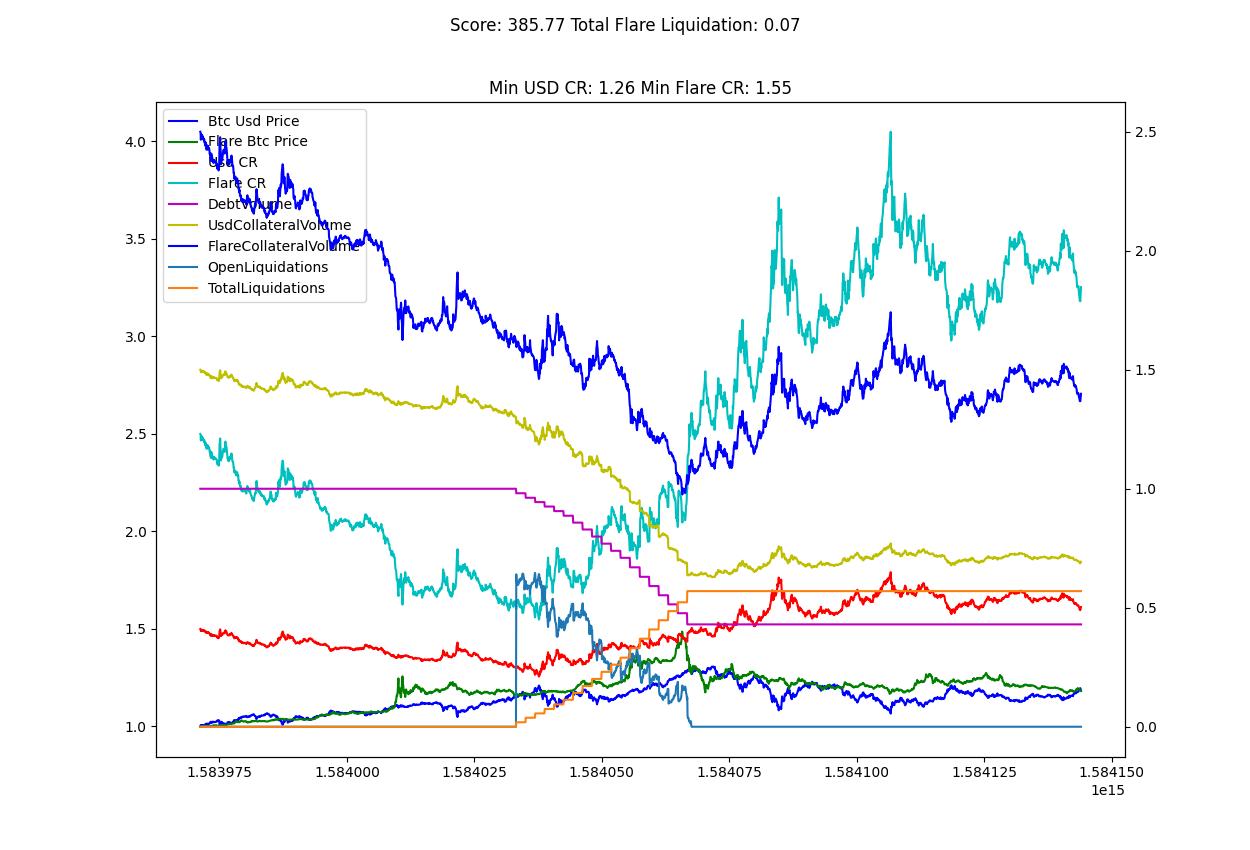 Score: 385.77 Total Flare Liquidation: 0.07
Min USD CR: 1.26 Min Flare CR: 1.55
Btc Usd Price
Flare Btc Price
Usd CR
Flare CR
DebtVolume
UsdCollateralVolume
FlareCollateralVolume
OpenLiquidations
TotalLiquidations
4.0
3.5
3.0
2.5
2.0
1.5
1.0
2.5
2.0
1.5
1.0
0.5
0.0
1.583975
1.584000
1.584025
1.584050
1.584075
1.584100
1.584125
1.584150
1e15